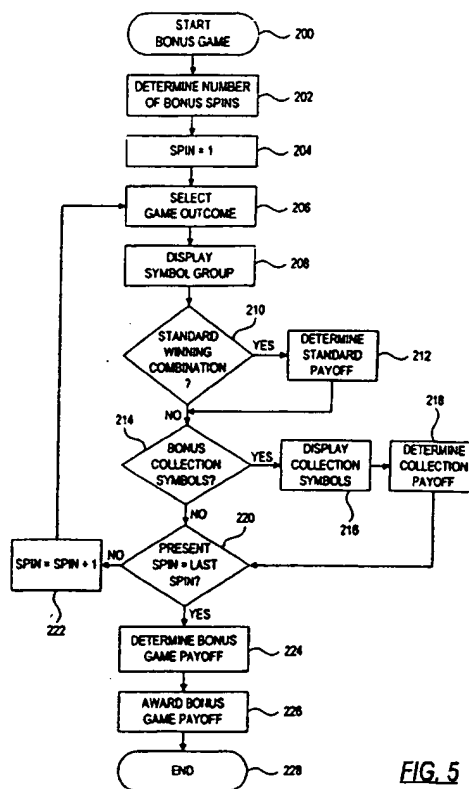 START
BONUS GAME
200
DETERMINE NUMBER
OF BONUS SPINS
202
SPIN = 1
204
SELECT
GAME OUTCOME
206
DISPLAY
SYMBOL GROUP
208
210
STANDARD
WINNING
COMBINATION
?
YES
DETERMINE
STANDARD
PAYOFF
212
NO
214
BONUS
COLLECTION
SYMBOLS?
YES
DISPLAY
COLLECTION
SYMBOLS
216
218
DETERMINE
COLLECTION
PAYOFF
NO
220
PRESENT
SPIN = LAST
SPIN?
NO
SPIN = SPIN + 1
222
YES
DETERMINE BONUS
GAME PAYOFF
224
AWARD BONUS
GAME PAYOFF
226
END
228
FIG. 5